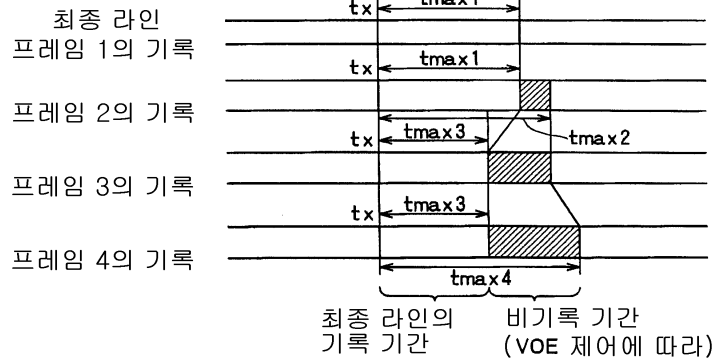 tx tmax1
최종 라인
프레임 1의 기록
tx tmax1
프레임 2의 기록
tmax3 tmax2
tx
프레임 3의 기록
tx tmax3
프레임 4의 기록
tmax4
최종 라인의 기록 기간
비기록 기간
(VOE 제어에 따라)